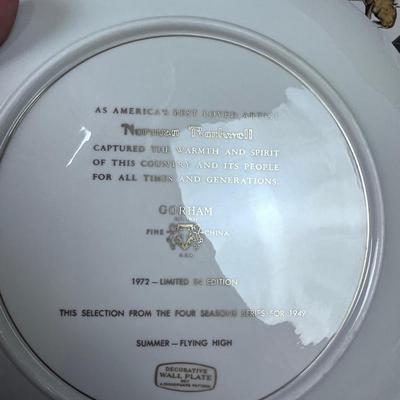 AS AMERICA'S BEST LOVED ARTIST
Norman Rockwell
CAPTURED THE WARMTH AND SPIRIT
OF THIS COUNTRY AND ITS PEOPLE
FOR ALL TIMES AND GENERATIONS.
GORHAM
FINE CHINA
1972 — LIMITED IN EDITION
THIS SELECTION FROM THE FOUR SEASONS SERIES FOR 1949
SUMMER — FLYING HIGH
DECORATIVE
WALL PLATE